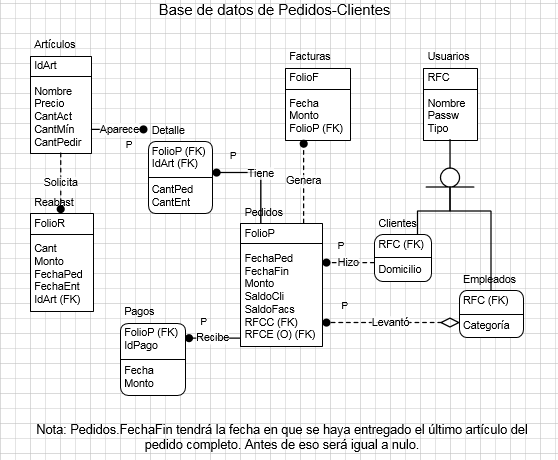 Base de datos de Pedidos-Clientes
Artículos
IdArt
Nombre
Precio
CantAct
CantMín
CantPedir
Aparece
P
Solicita
Reabast
FolioR
Cant
Monto
FechaPed
FechaEnt
IdArt (FK)
Detalle
FolioP (FK)
IdArt (FK)
CantPed
CantEnt
P
Tiene
Facturas
FolioF
Fecha
Monto
FolioP (FK)
Genera
Usuarios
RFC
Nombre
Passw
Tipo
Pedidos
FolioP
FechaPed
FechaFin
Monto
SaldoCli
SaldoFacs
RFCC (FK)
RFCE (O) (FK)
Clientes
RFC (FK)
Domicilio
P
Hizo
Empleados
RFC (FK)
Categoría
P
Levantó
Pagos
FolioP (FK)
IdPago
Fecha
Monto
P
Recibe
Nota: Pedidos.FechaFin tendrá la fecha en que se haya entregado el último artículo del
pedido completo. Antes de eso será igual a nulo.